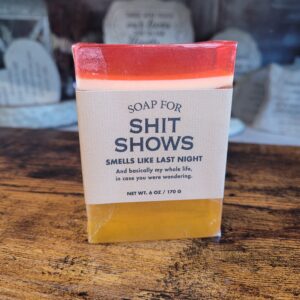 SOAP FOR
SHIT
SHOWS
SMELLS LIKE LAST NIGHT
And basically my whole life,
in case you were wondering.
NET WT. 6 OZ / 170 G